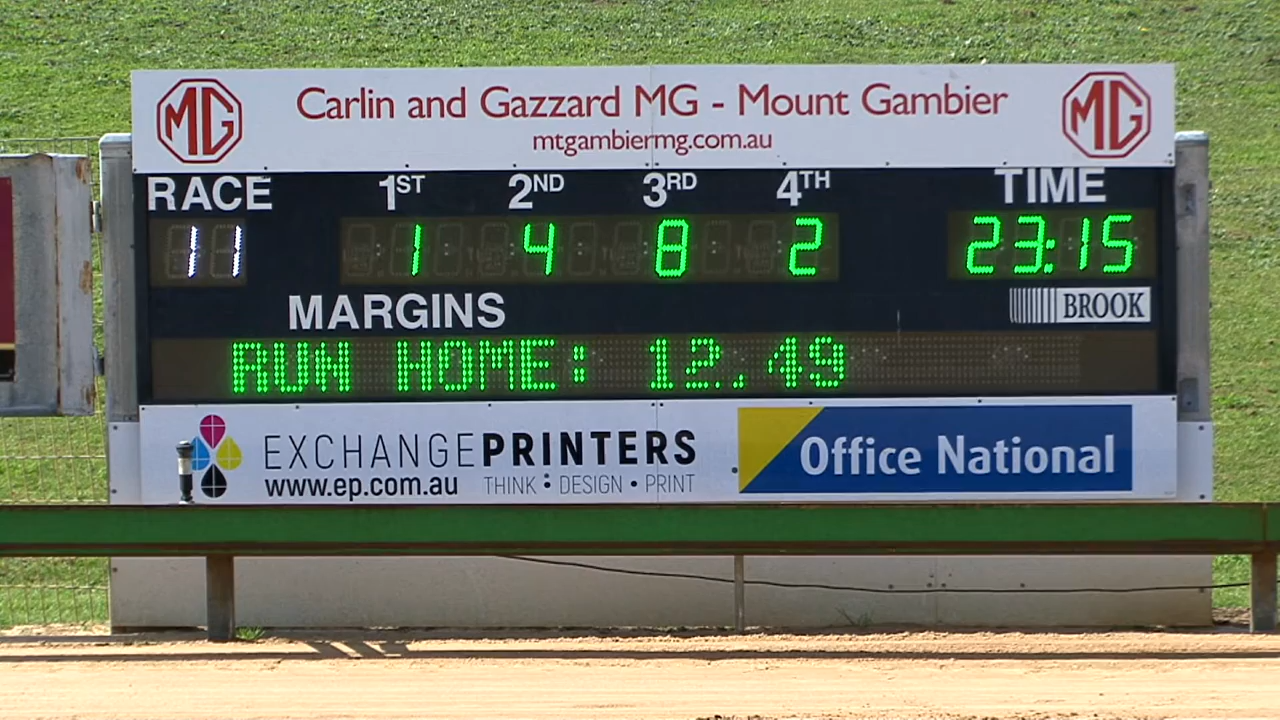 MG Carlin and Gazzard MG - Mount Gambier MG
mtgambiermg.com.au
RACE 1ST 2ND 3RD 4TH TIME
11 1 4 8 2 23:15
MARGINS BROOK
RUN HOME: 12.49
EXCHANGEPRINTERS Office National
www.ep.com.au THINK • DESIGN • PRINT